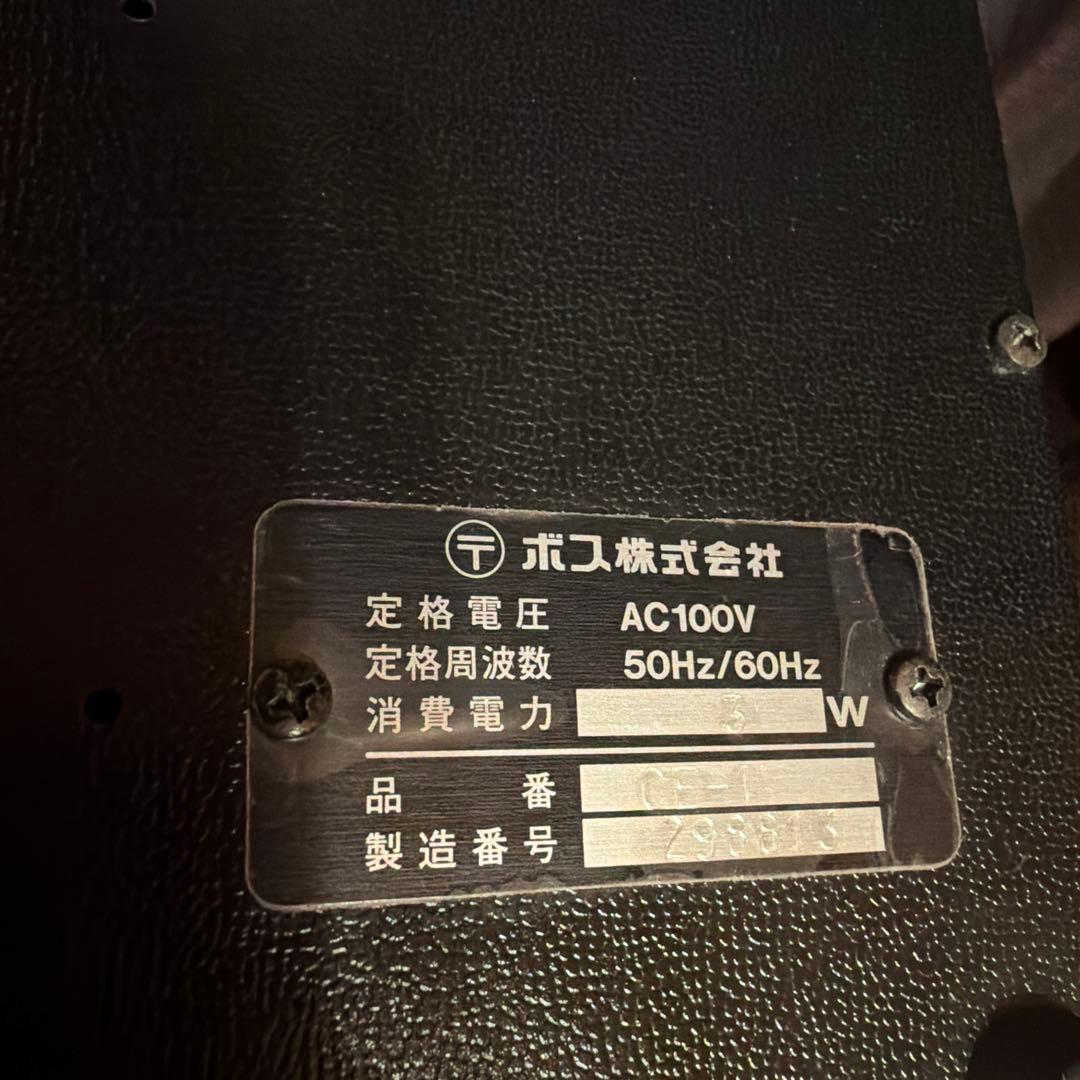 〒 ボス株式会社
定格電圧 AC100V
定格周波数 50Hz/60Hz
消費電力 3 W
品番 CE-1
製造番号 298813